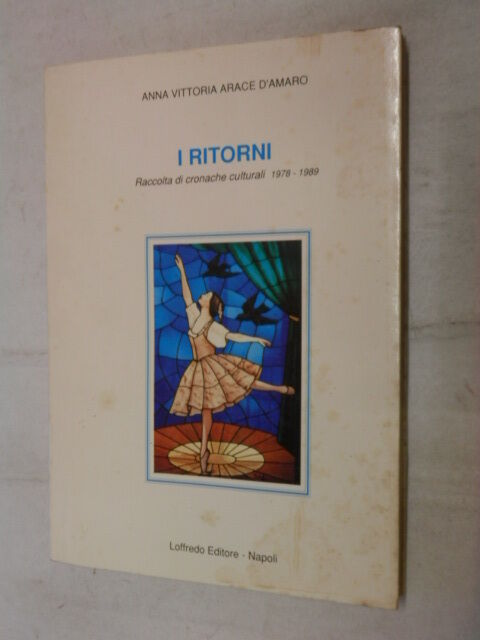 ANNA VITTORIA ARACE D'AMARO
I RITORNI
Raccolta di cronache culturali 1978 - 1989
Loffredo Editore - Napoli